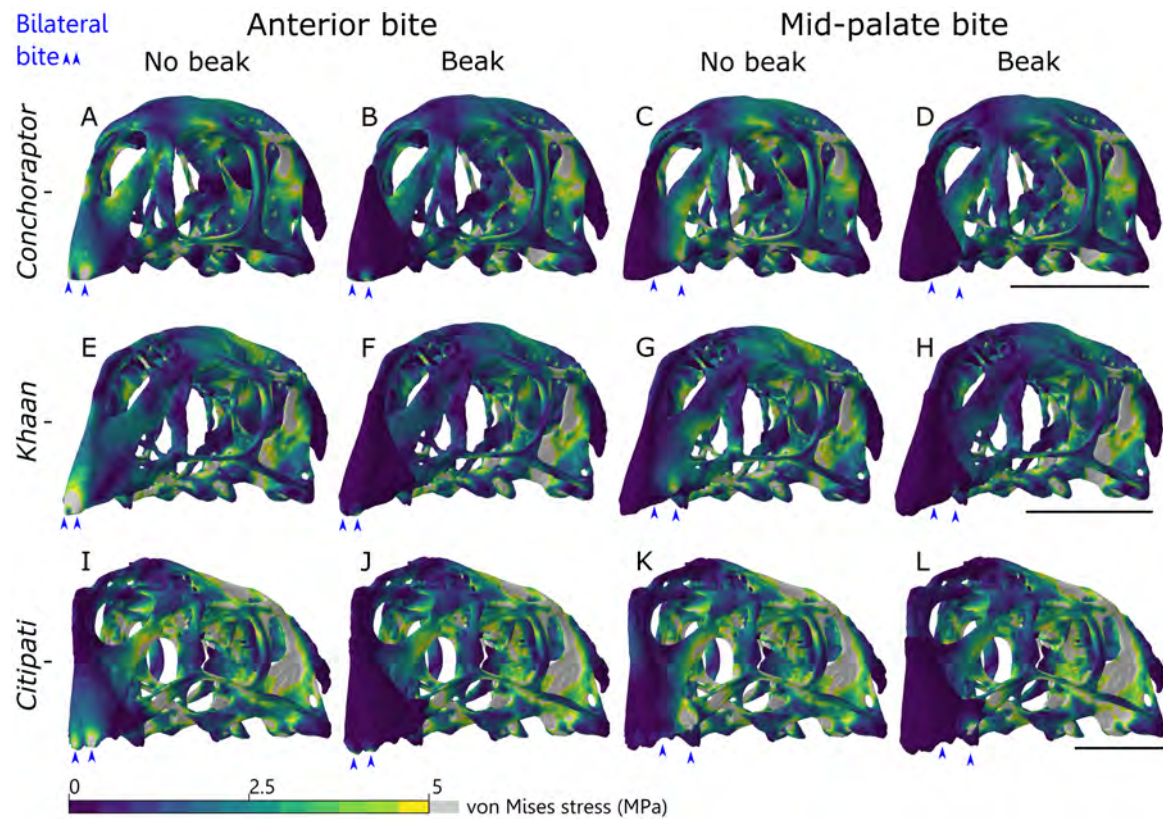 Bilateral
bite
Anterior bite
Mid-palate bite
No beak
Beak
No beak
Beak
Conchoraptor
A
B
C
D
Khaan
E
F
G
H
Citipati
I
J
K
L
0
2.5
5
von Mises stress (MPa)